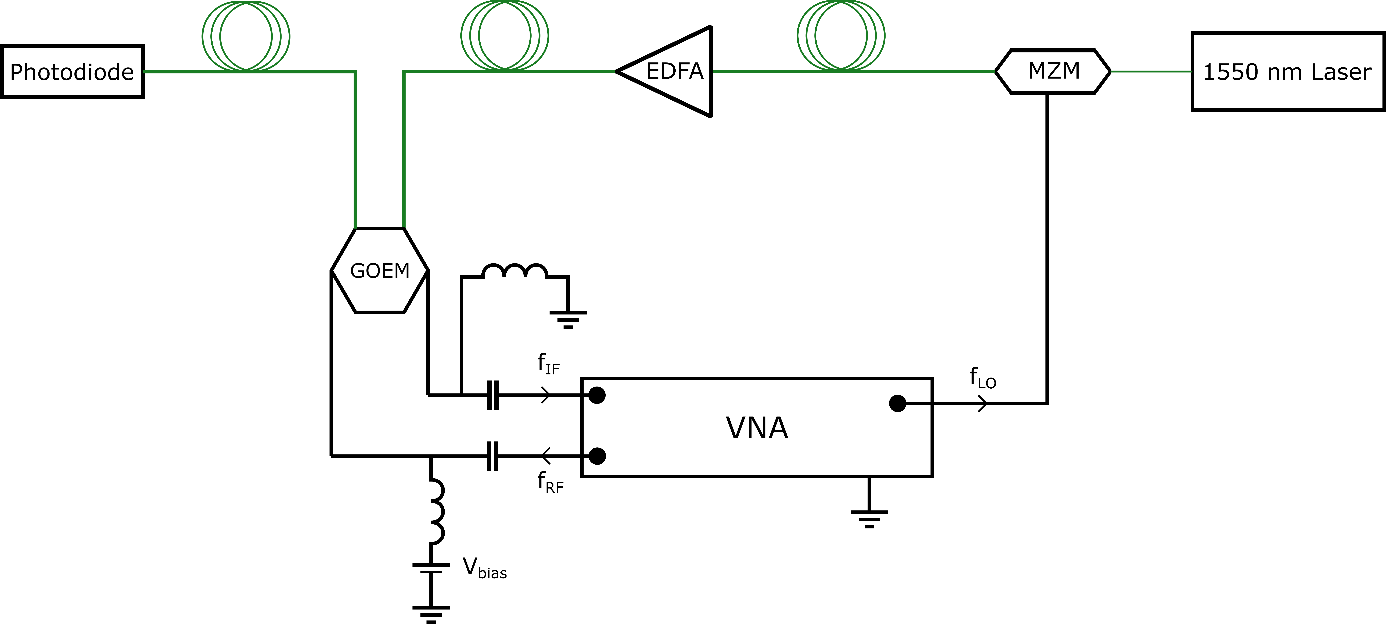 Photodiode
EDFA
MZM
1550 nm Laser
GOEM
f_IF
f_LO
VNA
f_RF
V_bias